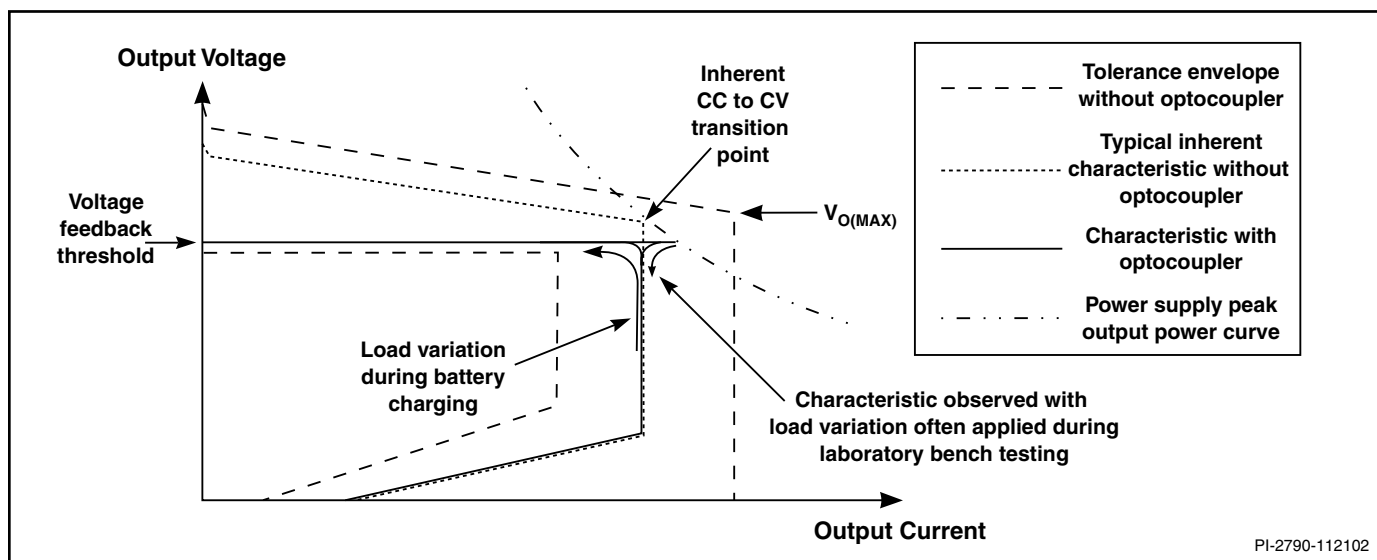 Output Voltage
Inherent
CC to CV
transition
point
Tolerance envelope
without optocoupler
Typical inherent
characteristic without
optocoupler
Characteristic with
optocoupler
Power supply peak
output power curve
Voltage
feedback
threshold
VO(MAX)
Load variation
during battery
charging
Characteristic observed with
load variation often applied during
laboratory bench testing
Output Current
PI-2790-112102